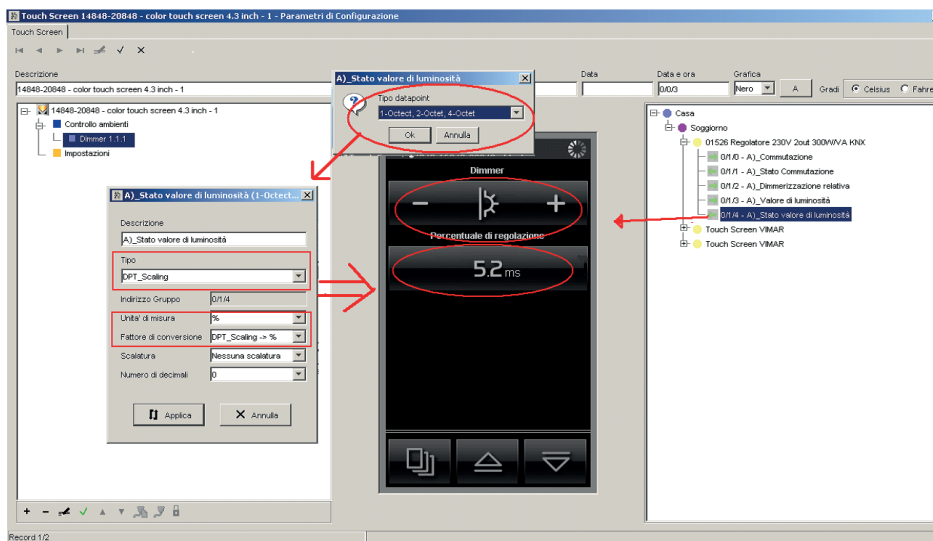 Touch Screen 14848-20848 - color touch screen 4.3 inch - 1 - Parametri di Configurazione
Touch Screen
Descrizione
Data
Data e ora
Grafica
14848-20848 - color touch screen 4.3 inch - 1
0/0/3
Nero
A
Gradi
Celsius
Fahre
14848-20848 - color touch screen 4.3 inch - 1
Controllo ambienti
Dimmer 1.1.1
Impostazioni
A)_Stato valore di luminosità
Tipo datapoint
1-Octect, 2-Octet, 4-Octet
Ok
Annulla
A)_Stato valore di luminosità (1-Octect...
Descrizione
A)_Stato valore di luminosità
Tipo
DPT_Scaling
Indirizzo Gruppo
0/1/4
Unita' di misura
%
Fattore di conversione
DPT_Scaling -> %
Scalatura
Nessuna scalatura
Numero di decimali
0
Applica
Annulla
Dimmer
Percentuale di regolazione
5.2 ms
Casa
Soggiorno
01526 Regolatore 230V 2out 300W/VA KNX
0/1/0 - A)_Commutazione
0/1/1 - A)_Stato Commutazione
0/1/2 - A)_Dimmerizzazione relativa
0/1/3 - A)_Valore di luminosità
0/1/4 - A)_Stato valore di luminosità
Touch Screen VIMAR
Touch Screen VIMAR
Record 1/2